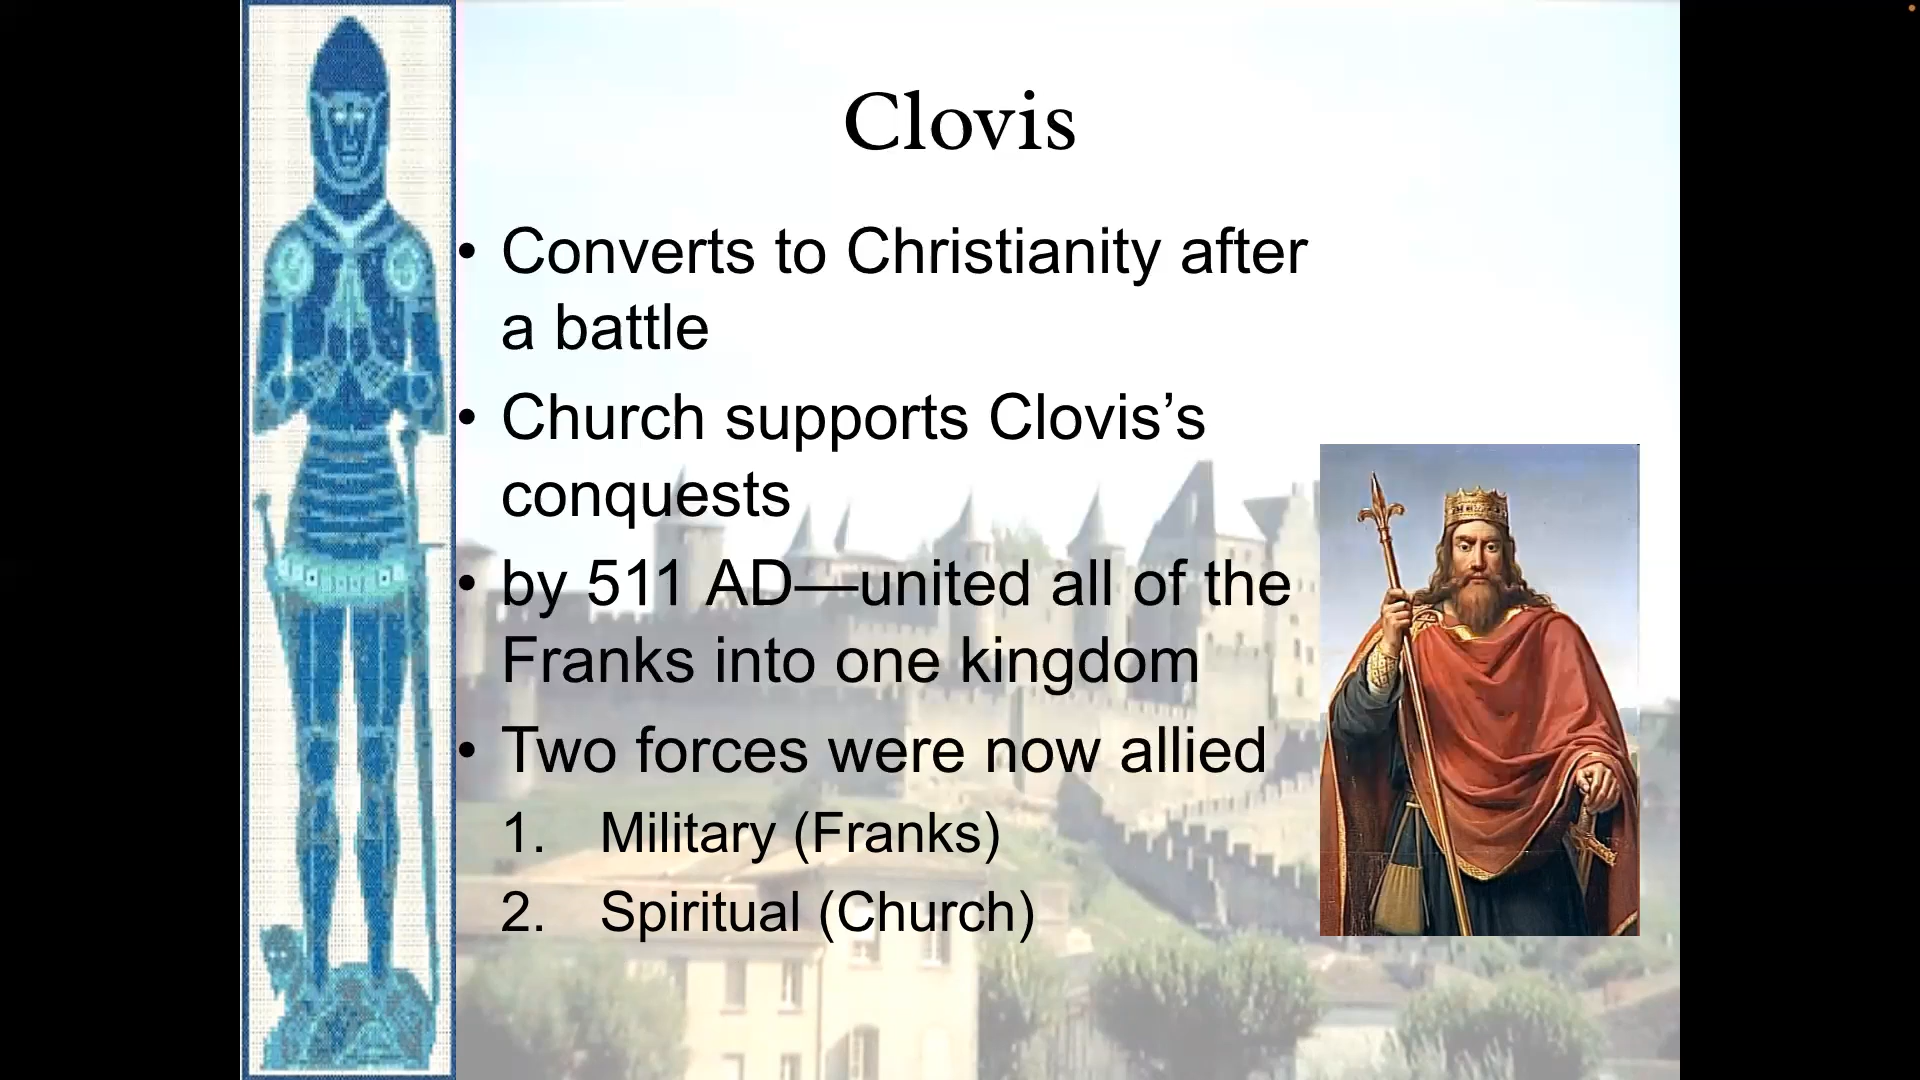 Clovis
• Converts to Christianity after
a battle
• Church supports Clovis’s
conquests
• by 511 AD—united all of the
Franks into one kingdom
• Two forces were now allied
1. Military (Franks)
2. Spiritual (Church)